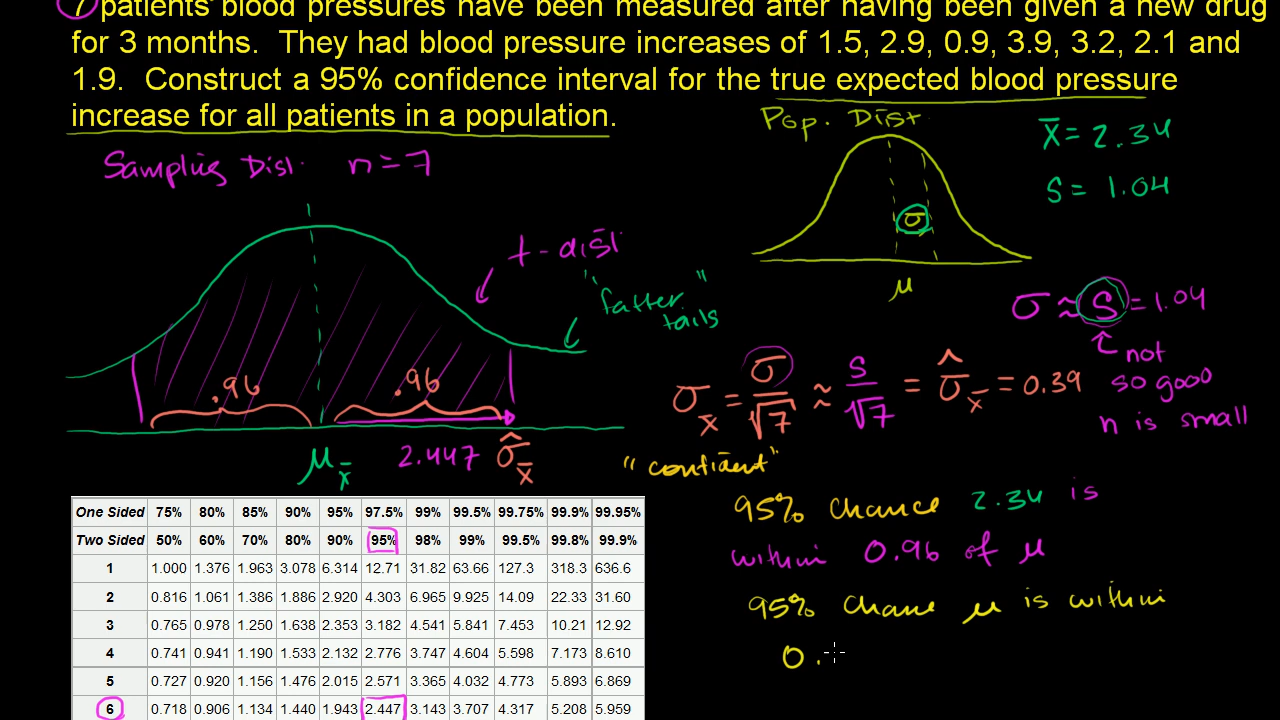 7 patients' blood pressures have been measured after having been given a new drug
for 3 months. They had blood pressure increases of 1.5, 2.9, 0.9, 3.9, 3.2, 2.1 and
1.9. Construct a 95% confidence interval for the true expected blood pressure
increase for all patients in a population.
Pop. Dist.
x̄ = 2.34
S = 1.04
σ
μ
Sampling Dist. n = 7
t-dist.
"fatter"
tails
.96 .96
μx̄ 2.447 σ̂x̄
σ ≈ S = 1.04
not
so good
n is small
σx̄ = σ/√7 ≈ S/√7 = σ̂x̄ = 0.39
"confident"
95% chance 2.34 is
within 0.96 of μ
95% chance μ is within
0.
One Sided 75% 80% 85% 90% 95% 97.5% 99% 99.5% 99.75% 99.9% 99.95%
Two Sided 50% 60% 70% 80% 90% 95% 98% 99% 99.5% 99.8% 99.9%
1 1.000 1.376 1.963 3.078 6.314 12.71 31.82 63.66 127.3 318.3 636.6
2 0.816 1.061 1.386 1.886 2.920 4.303 6.965 9.925 14.09 22.33 31.60
3 0.765 0.978 1.250 1.638 2.353 3.182 4.541 5.841 7.453 10.21 12.92
4 0.741 0.941 1.190 1.533 2.132 2.776 3.747 4.604 5.598 7.173 8.610
5 0.727 0.920 1.156 1.476 2.015 2.571 3.365 4.032 4.773 5.893 6.869
6 0.718 0.906 1.134 1.440 1.943 2.447 3.143 3.707 4.317 5.208 5.959